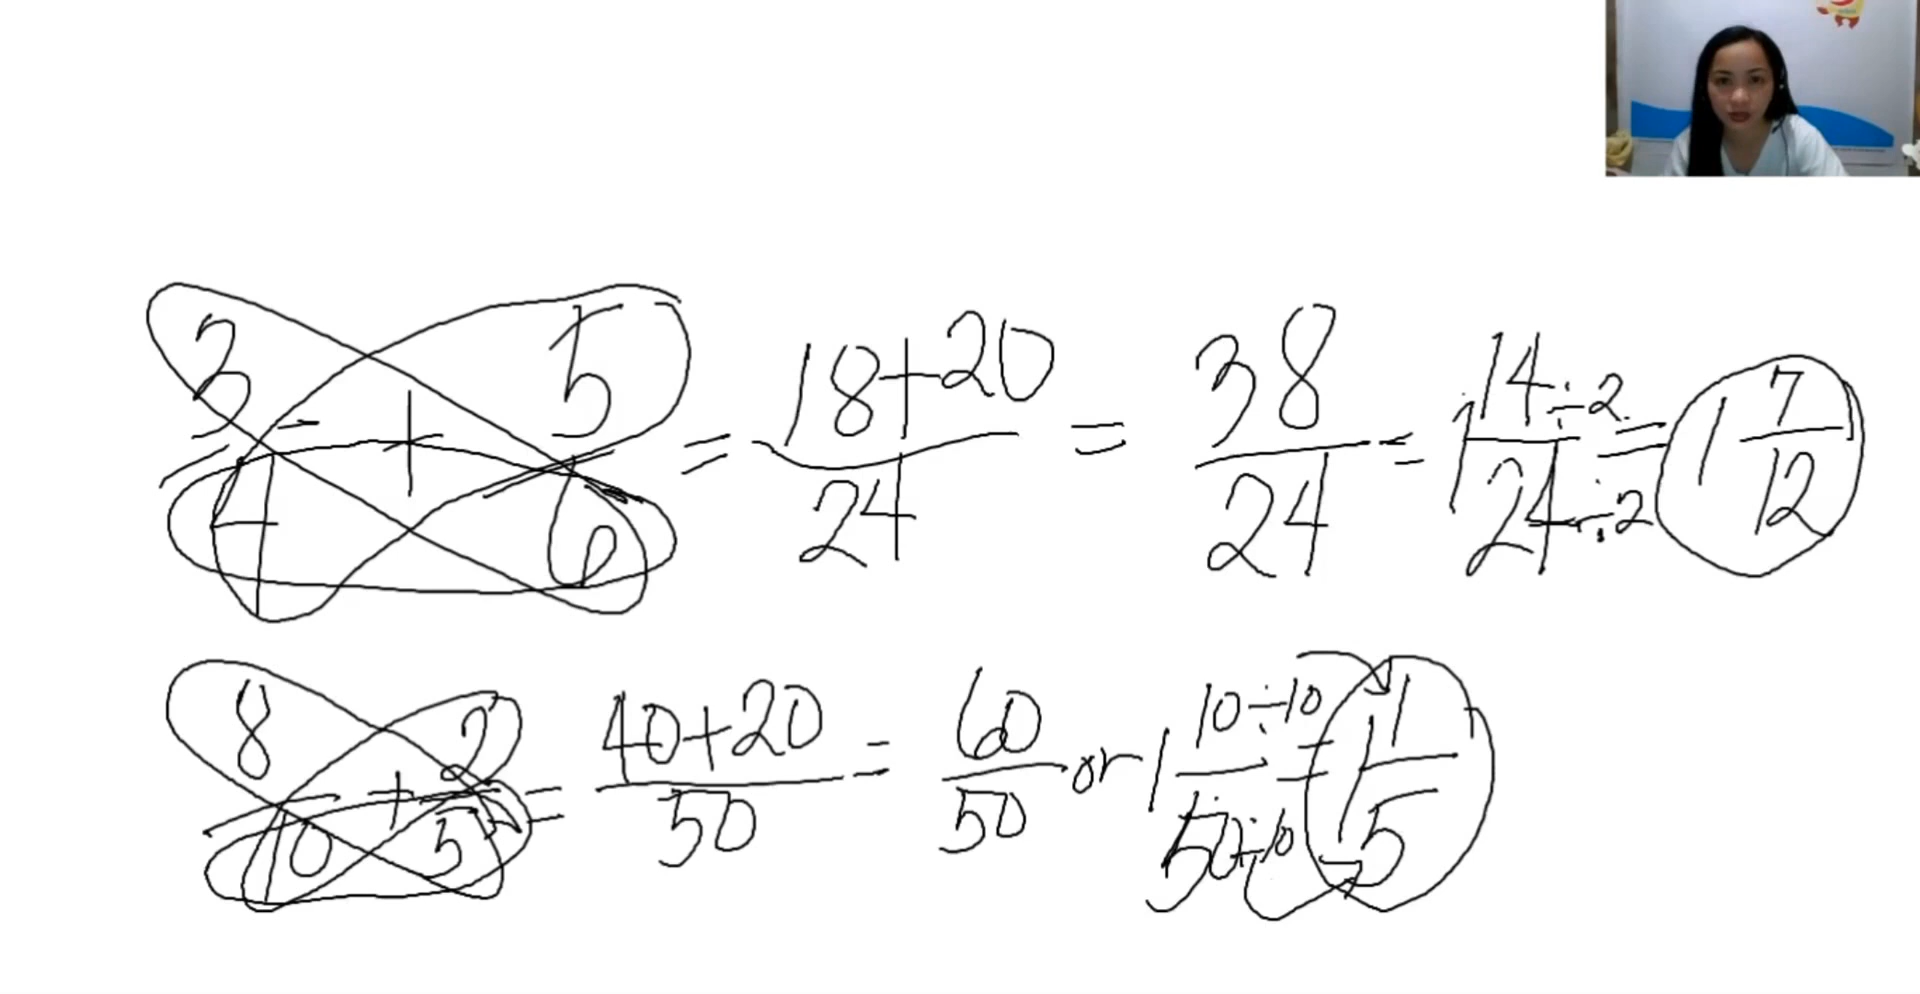 3/4 + 5/6 = 18+20/24 = 38/24 = 1 14÷2/24÷2 = 1 7/12
8/10 + 2/5 = 40+20/50 = 60/50 or 1 10÷10/50÷10 = 1 1/5